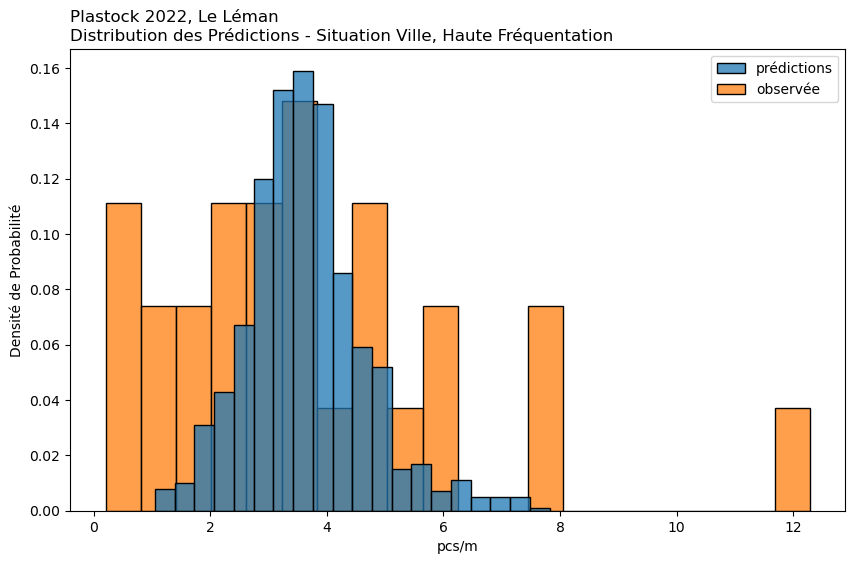 Plastock 2022, Le Léman
Distribution des Prédictions - Situation Ville, Haute Fréquentation
prédictions
observée
Densité de Probabilité
0.16
0.14
0.12
0.10
0.08
0.06
0.04
0.02
0.00
0
2
4
6
8
10
12
pcs/m